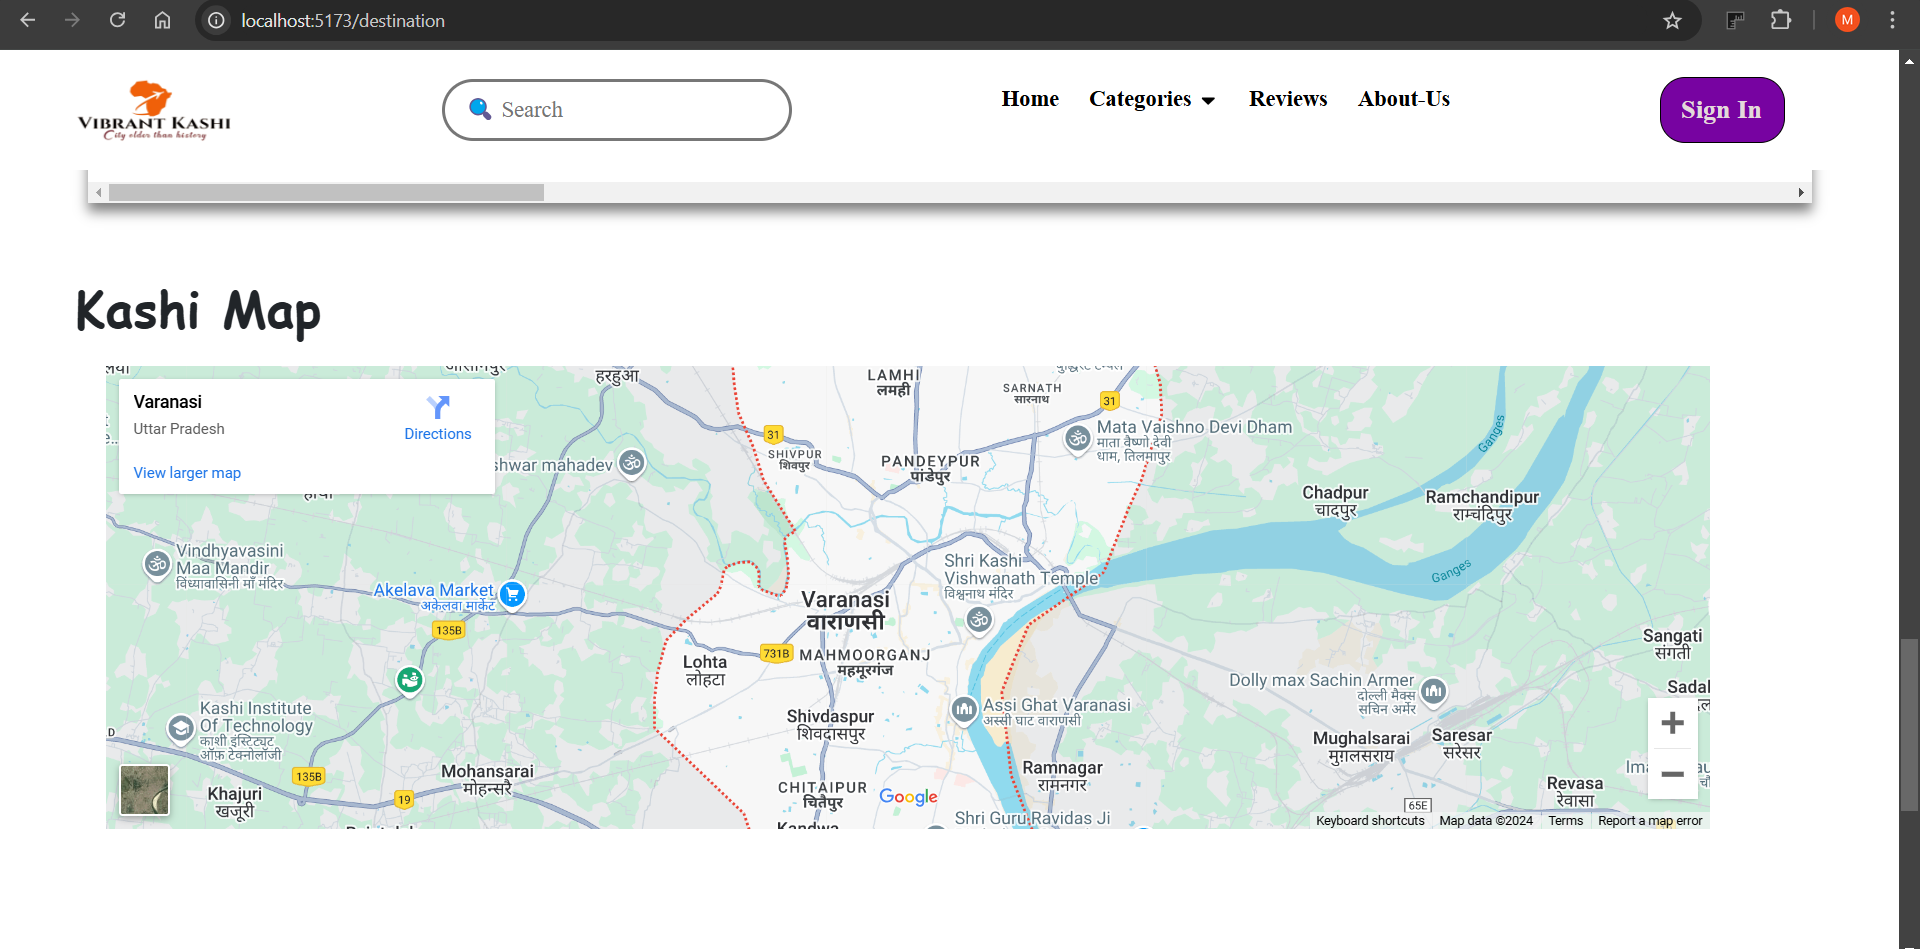 localhost:5173/destination
M
VIBRANT KASHI
City older than history
Search
Home
Categories
Reviews
About-Us
Sign In
Kashi Map
Varanasi
Uttar Pradesh
Directions
View larger map
हरहुआ
LAMHI
लमही
SARNATH
सारनाथ
31
31
SHIVPUR
शिवपुर
shwar mahadev
PANDEYPUR
पांडेपुर
Mata Vaishno Devi Dham
माता वैष्णो देवी
धाम, तिलमापुर
Ganges
Chadpur
चादपुर
Ramchandipur
राम्चंदिपुर
Vindhyavasini
Maa Mandir
विंध्यावासिनी माँ मंदिर
Akelava Market
अकेलवा मार्केट
135B
Shri Kashi
Vishwanath Temple
विश्वनाथ मंदिर
Ganges
Varanasi
वाराणसी
731B
MAHMOORGANJ
महमूरगंज
Lohta
लोहटा
Sangati
संगती
Dolly max Sachin Armer
दोल्ली मैक्स
सचिन अर्मेर
Sadal
Kashi Institute
Of Technology
काशी इंस्टिट्यूट
ऑफ़ टेक्नोलॉजी
Shivdaspur
शिवदासपुर
Assi Ghat Varanasi
अस्सी घाट वाराणसी
D
Mughalsarai
मुग़लसराय
Saresar
सरेसर
135B
19
Mohansarai
मोहनसरै
Khajuri
खजूरी
CHITAIPUR
चितैपुर
Google
Ramnagar
रामनगर
Revasa
रेवासा
65E
Kandwa
Shri Guru Ravidas Ji
Keyboard shortcuts
Map data ©2024
Terms
Report a map error